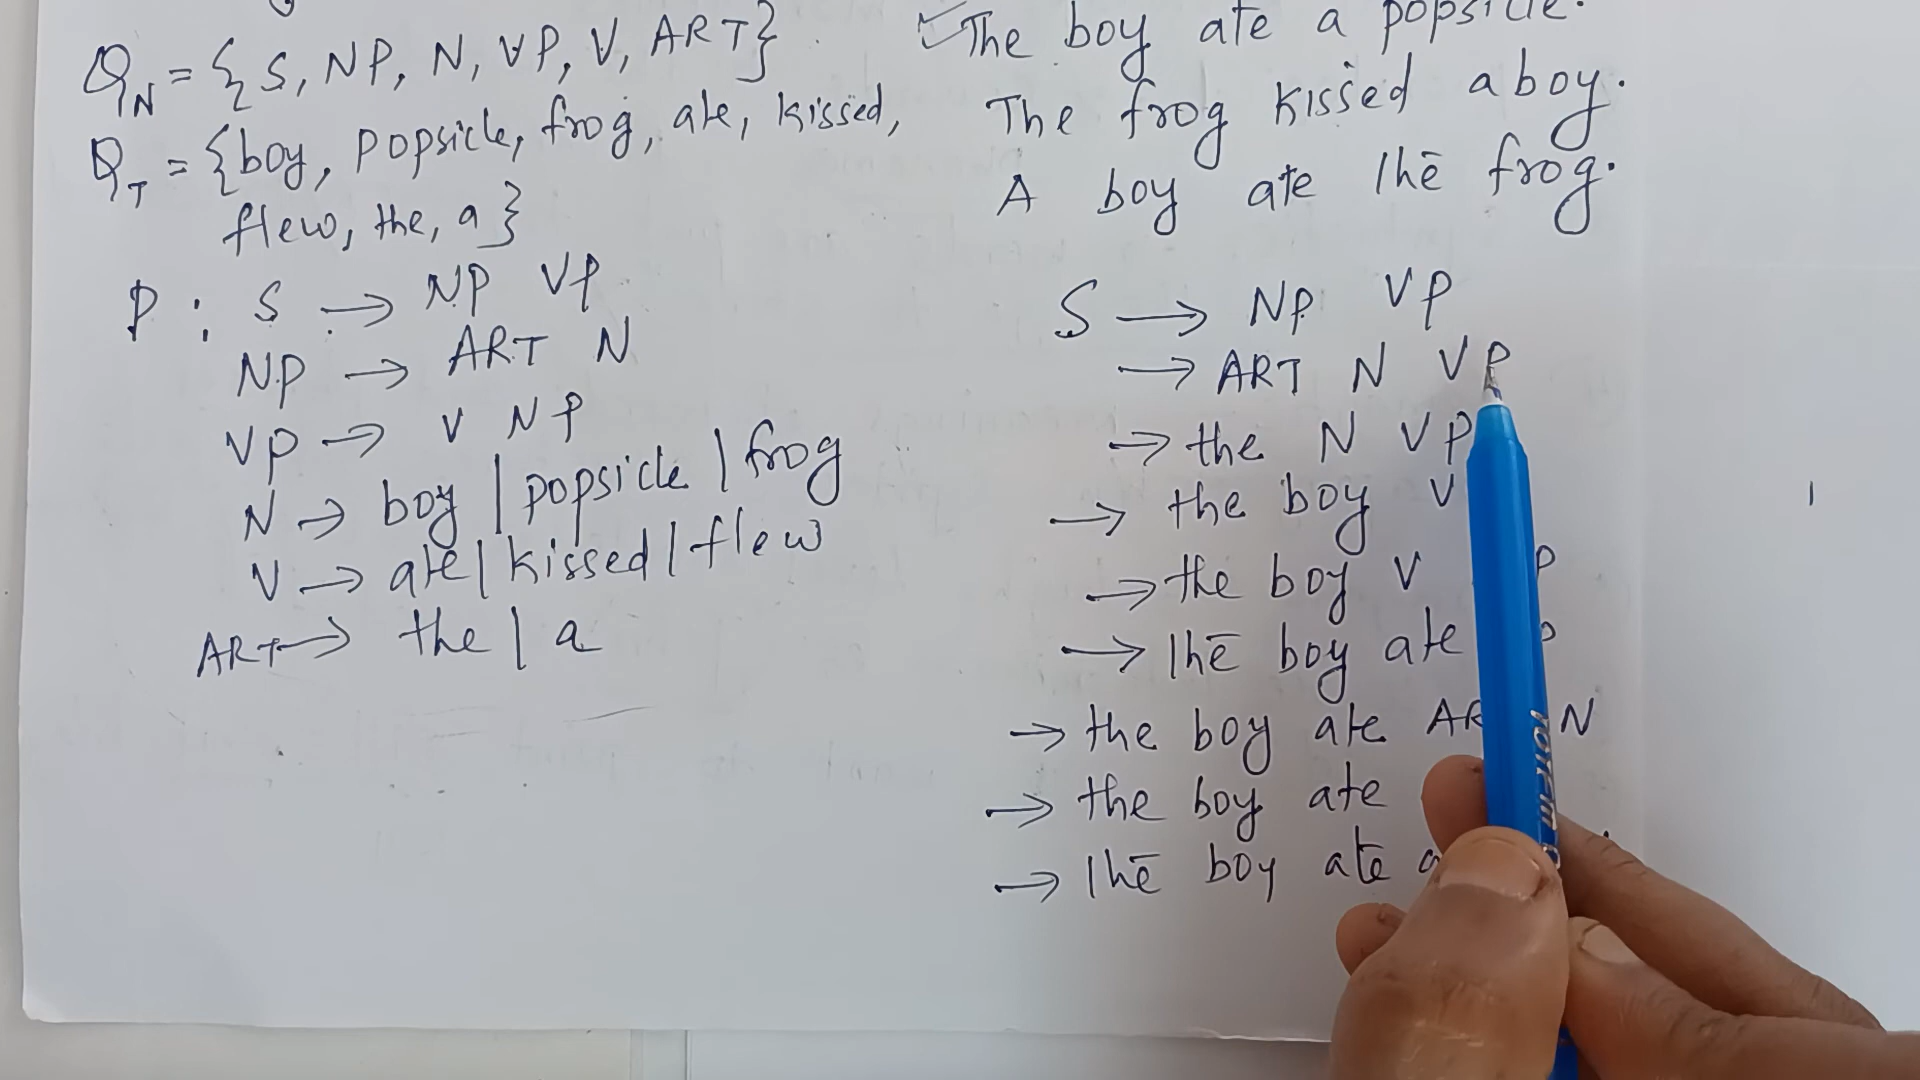 Q_N = {S, NP, N, VP, V, ART}
Q_T = {boy, popsicle, frog, ate, kissed,
flew, the, a}
P : S → NP VP
NP → ART N
VP → V NP
N → boy | popsicle | frog
V → ate | kissed | flew
ART → the | a
The boy ate a popsicle.
The frog kissed a boy.
A boy ate the frog.
S → NP VP
→ ART N VP
→ the N VP
→ the boy V
→ the boy V P
→ the boy ate P
→ the boy ate AR N
→ the boy ate
→ the boy ate a